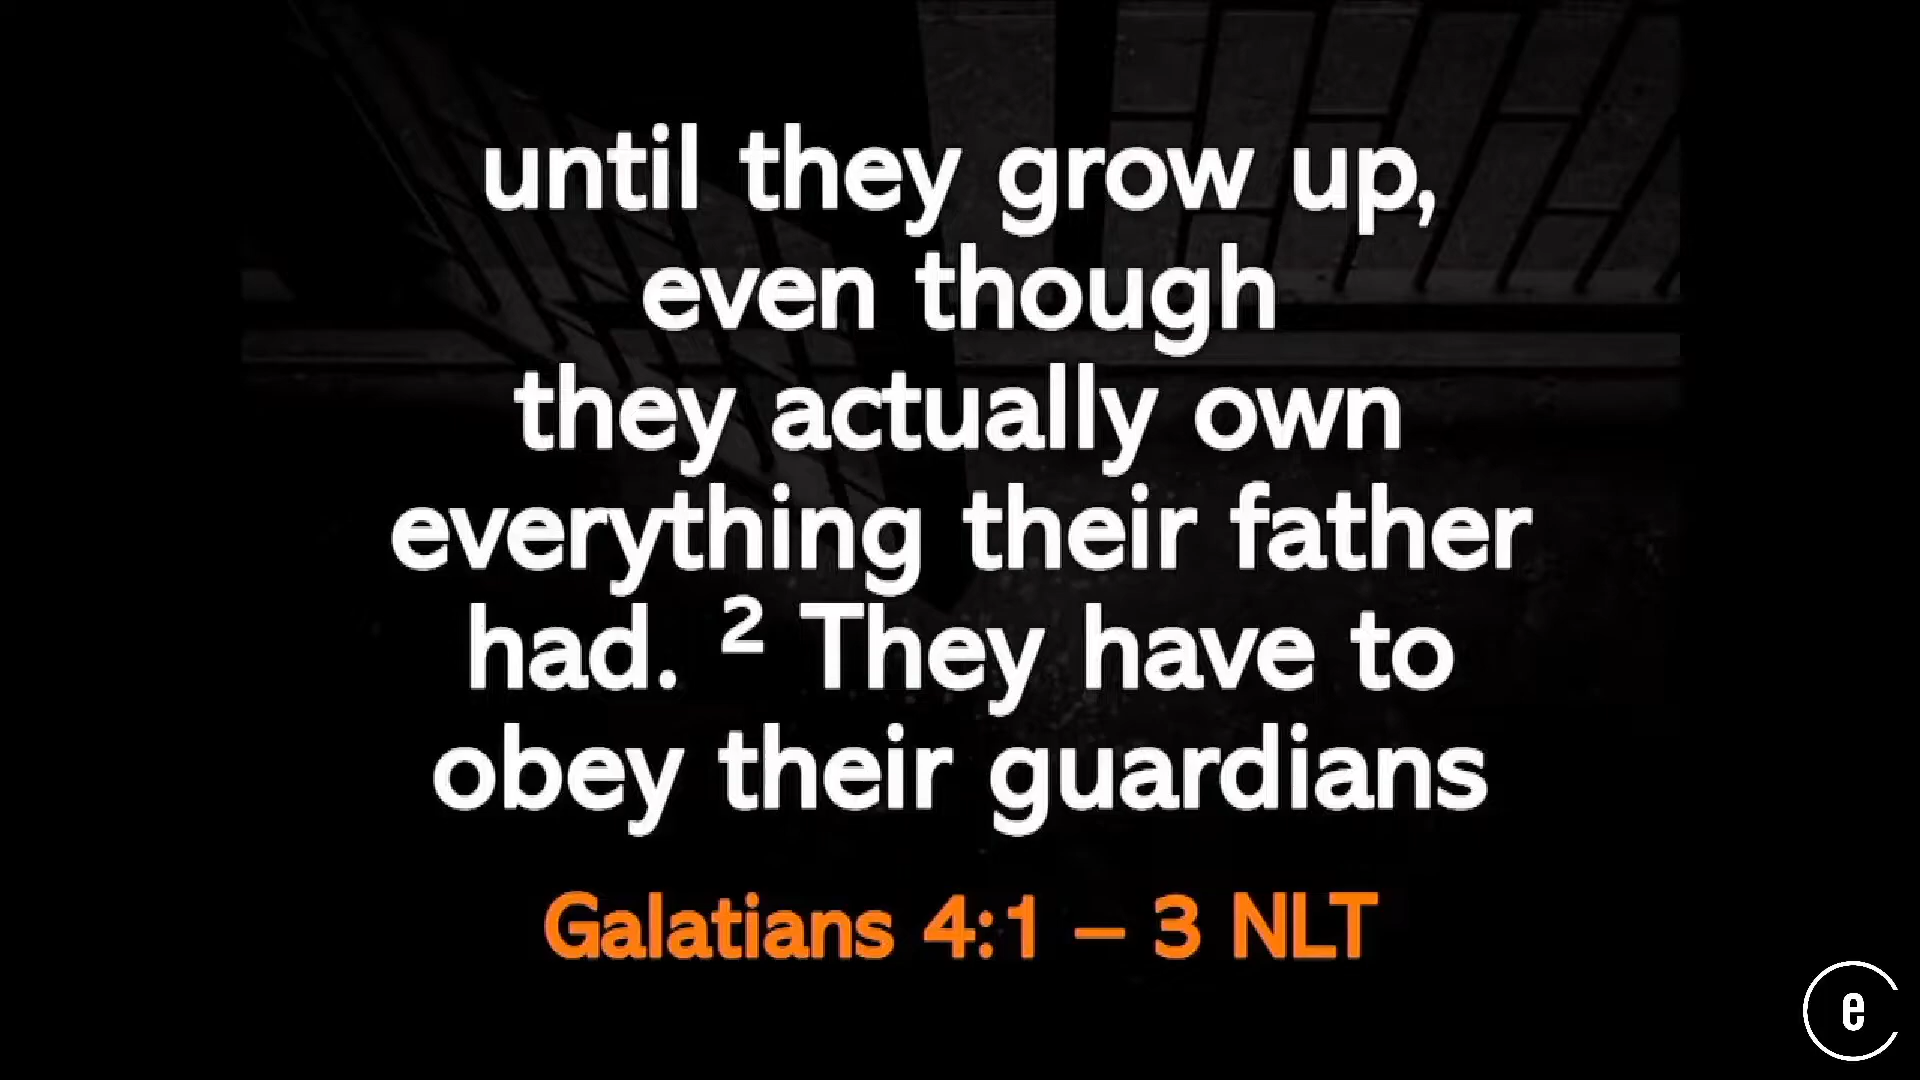 until they grow up,
even though
they actually own
everything their father
had. ² They have to
obey their guardians
Galatians 4:1 – 3 NLT
e